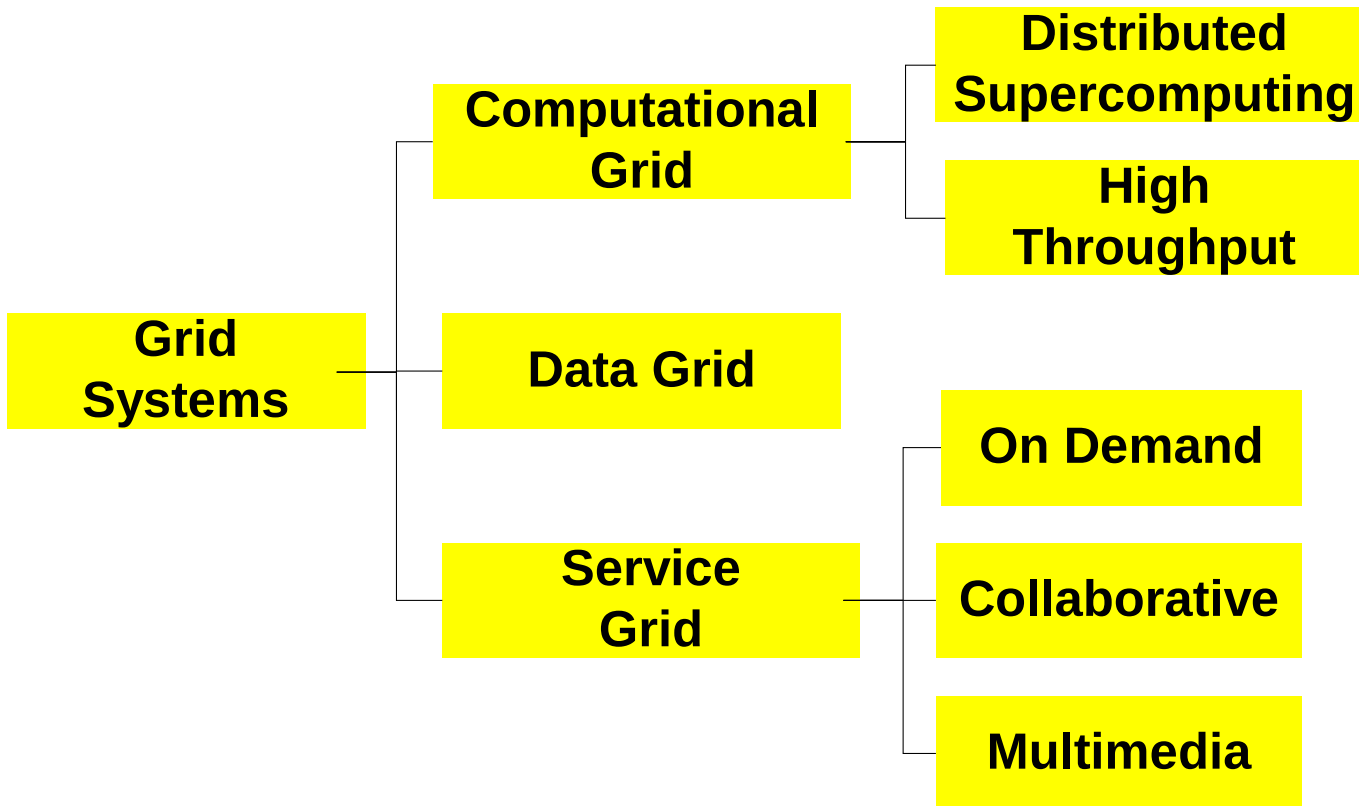 Grid
Systems
Computational
Grid
Distributed
Supercomputing
High
Throughput
Data Grid
Service
Grid
On Demand
Collaborative
Multimedia